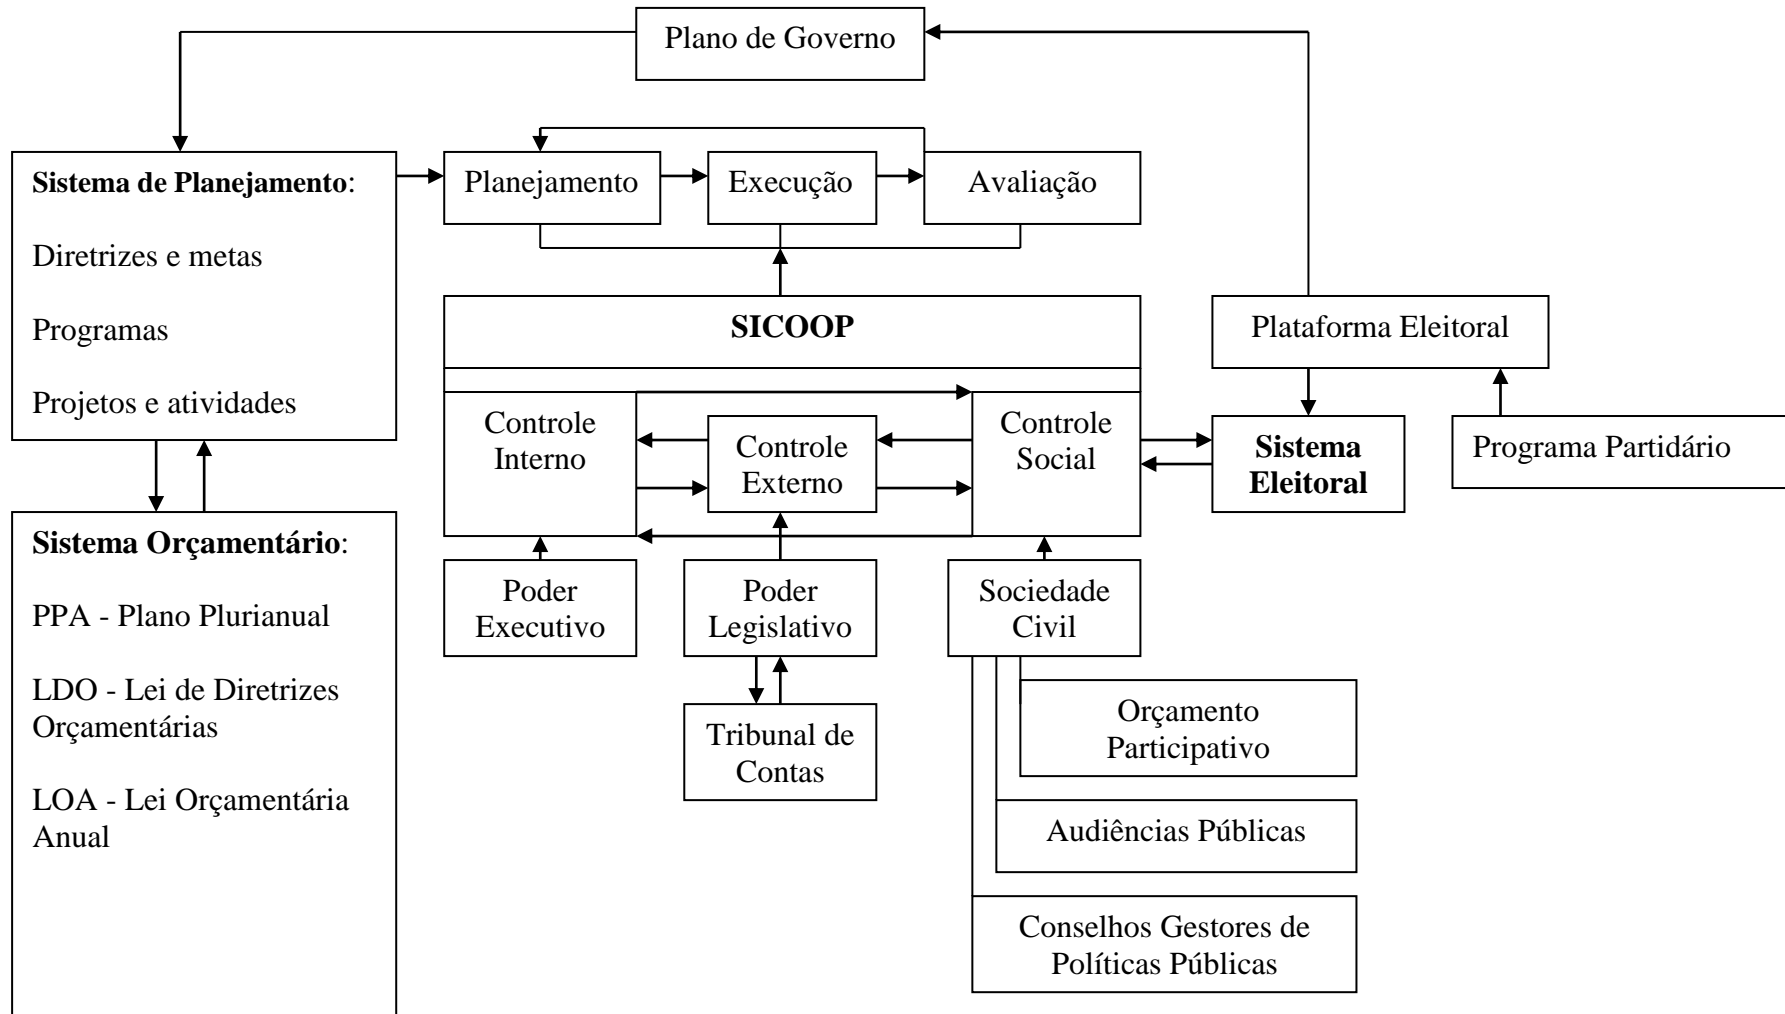 Plano de Governo
Sistema de Planejamento:
Diretrizes e metas
Programas
Projetos e atividades
Planejamento
Execução
Avaliação
SICOOP
Controle
Interno
Controle
Externo
Controle
Social
Plataforma Eleitoral
Sistema
Eleitoral
Programa Partidário
Sistema Orçamentário:
PPA - Plano Plurianual
LDO - Lei de Diretrizes
Orçamentárias
LOA - Lei Orçamentária
Anual
Poder
Executivo
Poder
Legislativo
Sociedade
Civil
Tribunal de
Contas
Orçamento
Participativo
Audiências Públicas
Conselhos Gestores de
Políticas Públicas